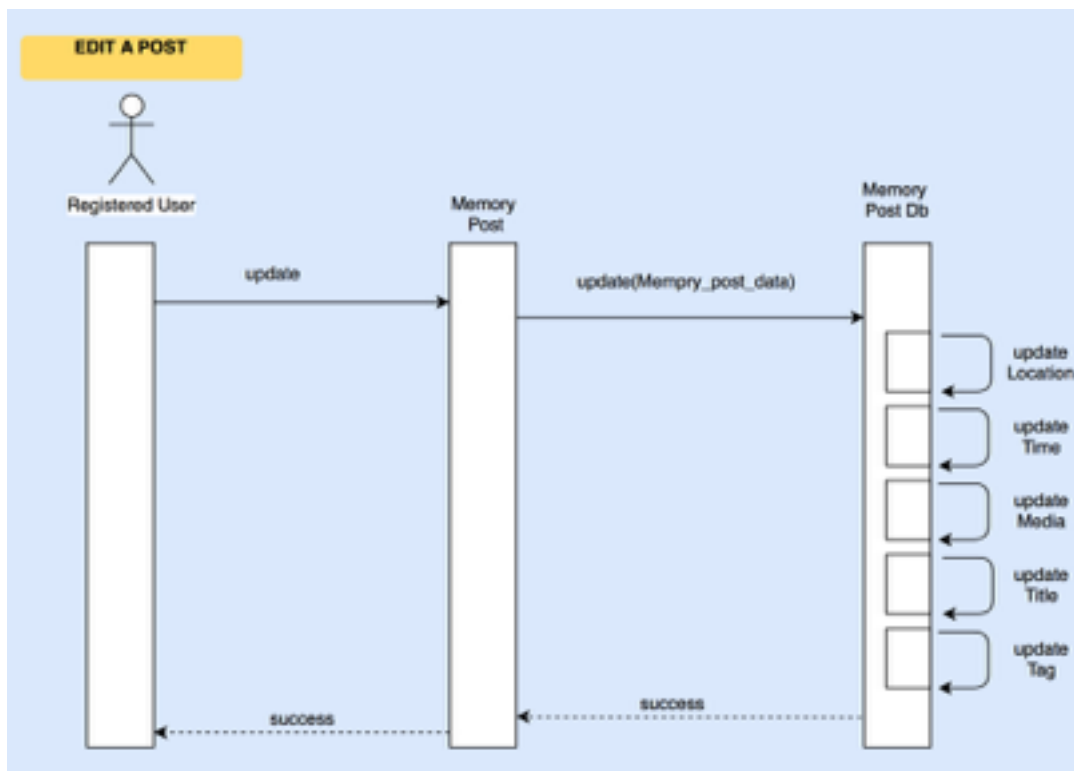 EDIT A POST
Registered User
Memory
Post
Memory
Post Db
update
update(Mempry_post_data)
update
Location
update
Time
update
Media
update
Title
update
Tag
success
success